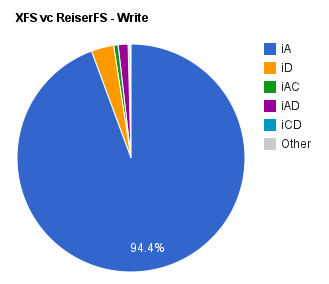 XFS vc ReiserFS - Write
iA
iD
iAC
iAD
iCD
Other
94.4%